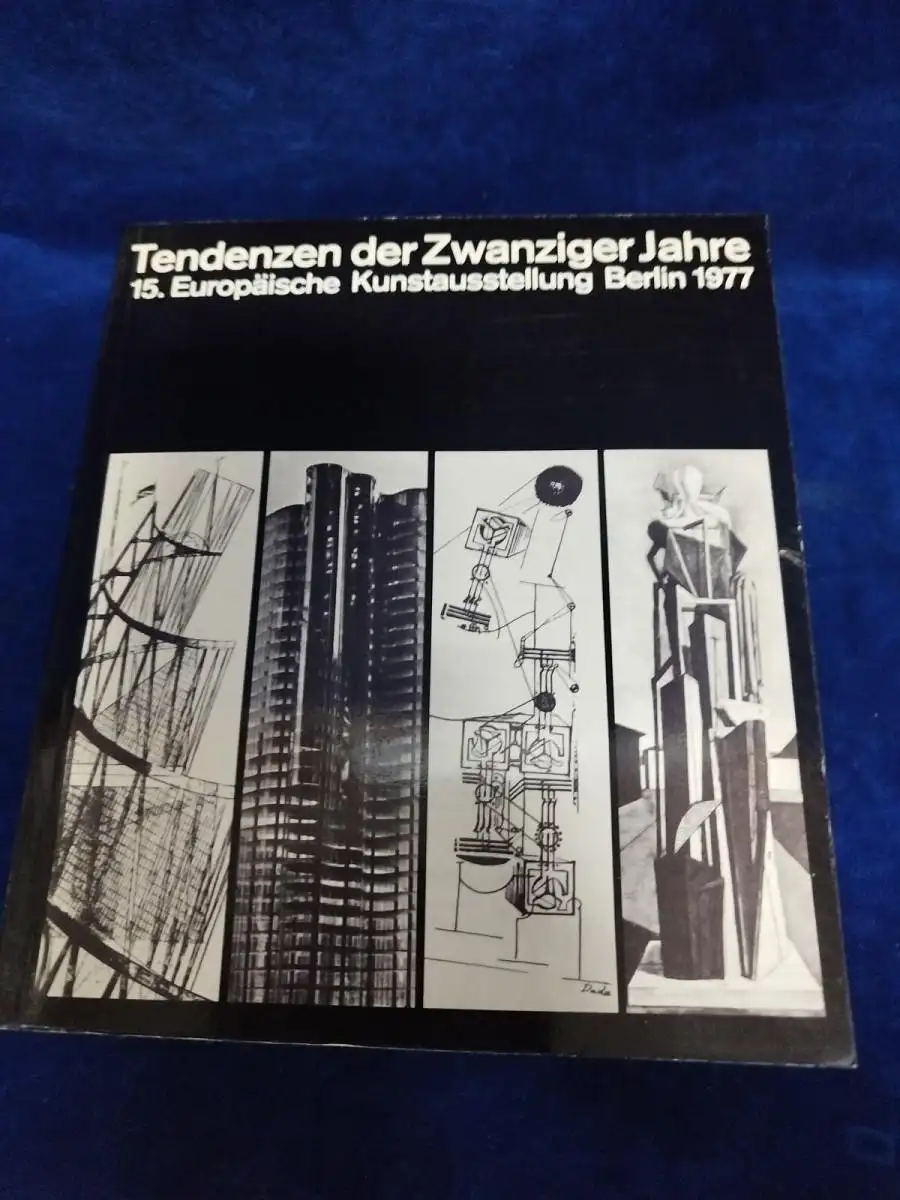 Tendenzen der Zwanziger Jahre
15. Europäische Kunstausstellung Berlin 1977
Dada